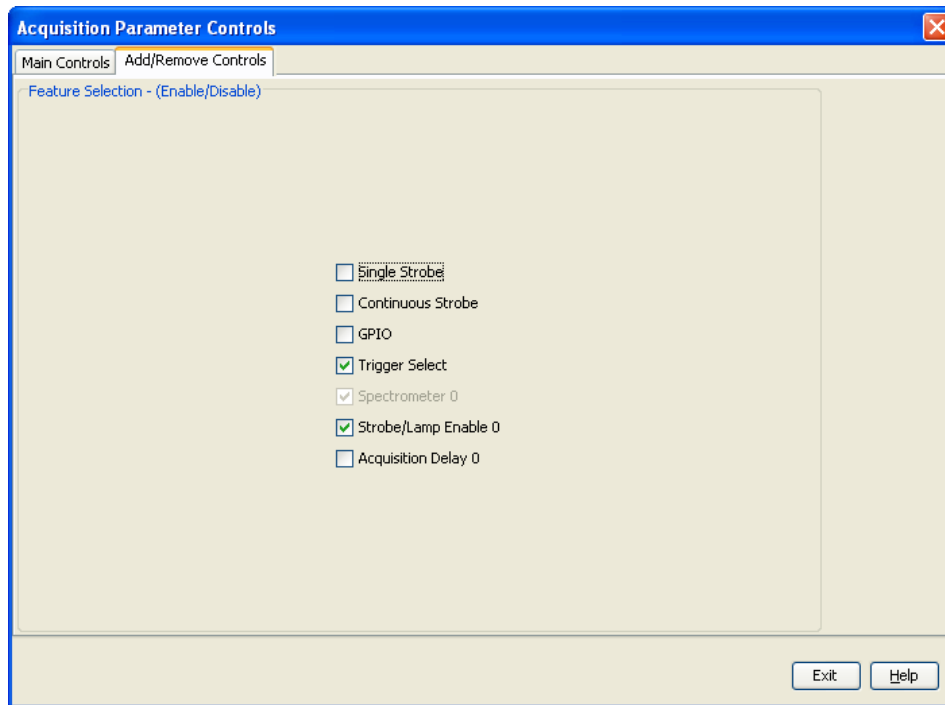 Acquisition Parameter Controls
Main Controls Add/Remove Controls
Feature Selection - (Enable/Disable)
Single Strobe
Continuous Strobe
GPIO
Trigger Select
Spectrometer 0
Strobe/Lamp Enable 0
Acquisition Delay 0
Exit Help